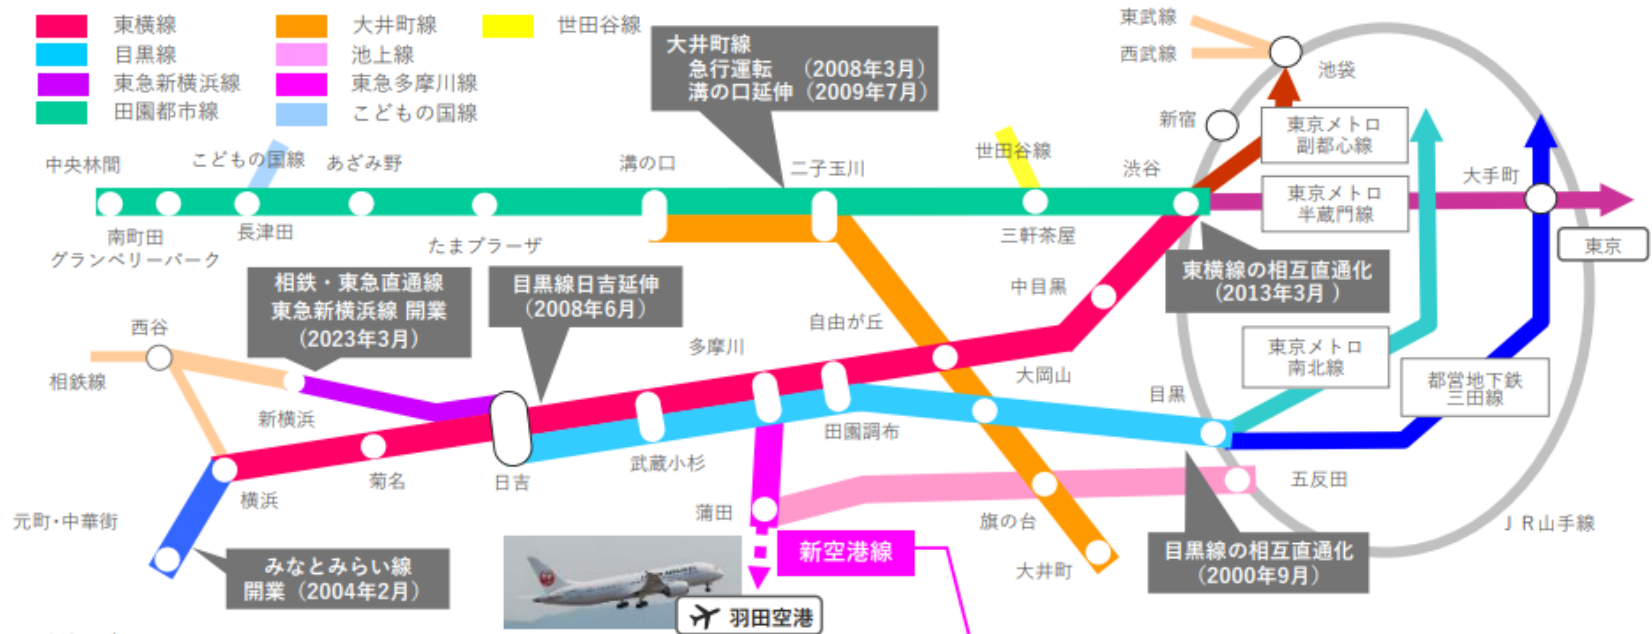 東横線
目黒線
東急新横浜線
田園都市線
大井町線
池上線
東急多摩川線
こどもの国線
世田谷線
大井町線
急行運転 （2008年3月）
溝の口延伸（2009年7月）
東武線
西武線
池袋
新宿
東京メトロ
副都心線
中央林間
こどもの国線
あざみ野
溝の口
二子玉川
世田谷線
渋谷
東京メトロ
半蔵門線
大手町
南町田
グランベリーパーク
長津田
たまプラーザ
三軒茶屋
東京
相鉄・東急直通線
東急新横浜線 開業
（2023年3月）
目黒線日吉延伸
（2008年6月）
中目黒
東横線の相互直通化
（2013年3月 ）
西谷
相鉄線
新横浜
多摩川
自由が丘
大岡山
目黒
東京メトロ
南北線
都営地下鉄
三田線
横浜
菊名
日吉
武蔵小杉
田園調布
五反田
元町・中華街
蒲田
旗の台
ＪＲ山手線
みなとみらい線
開業（2004年2月）
新空港線
大井町
目黒線の相互直通化
（2000年9月）
羽田空港